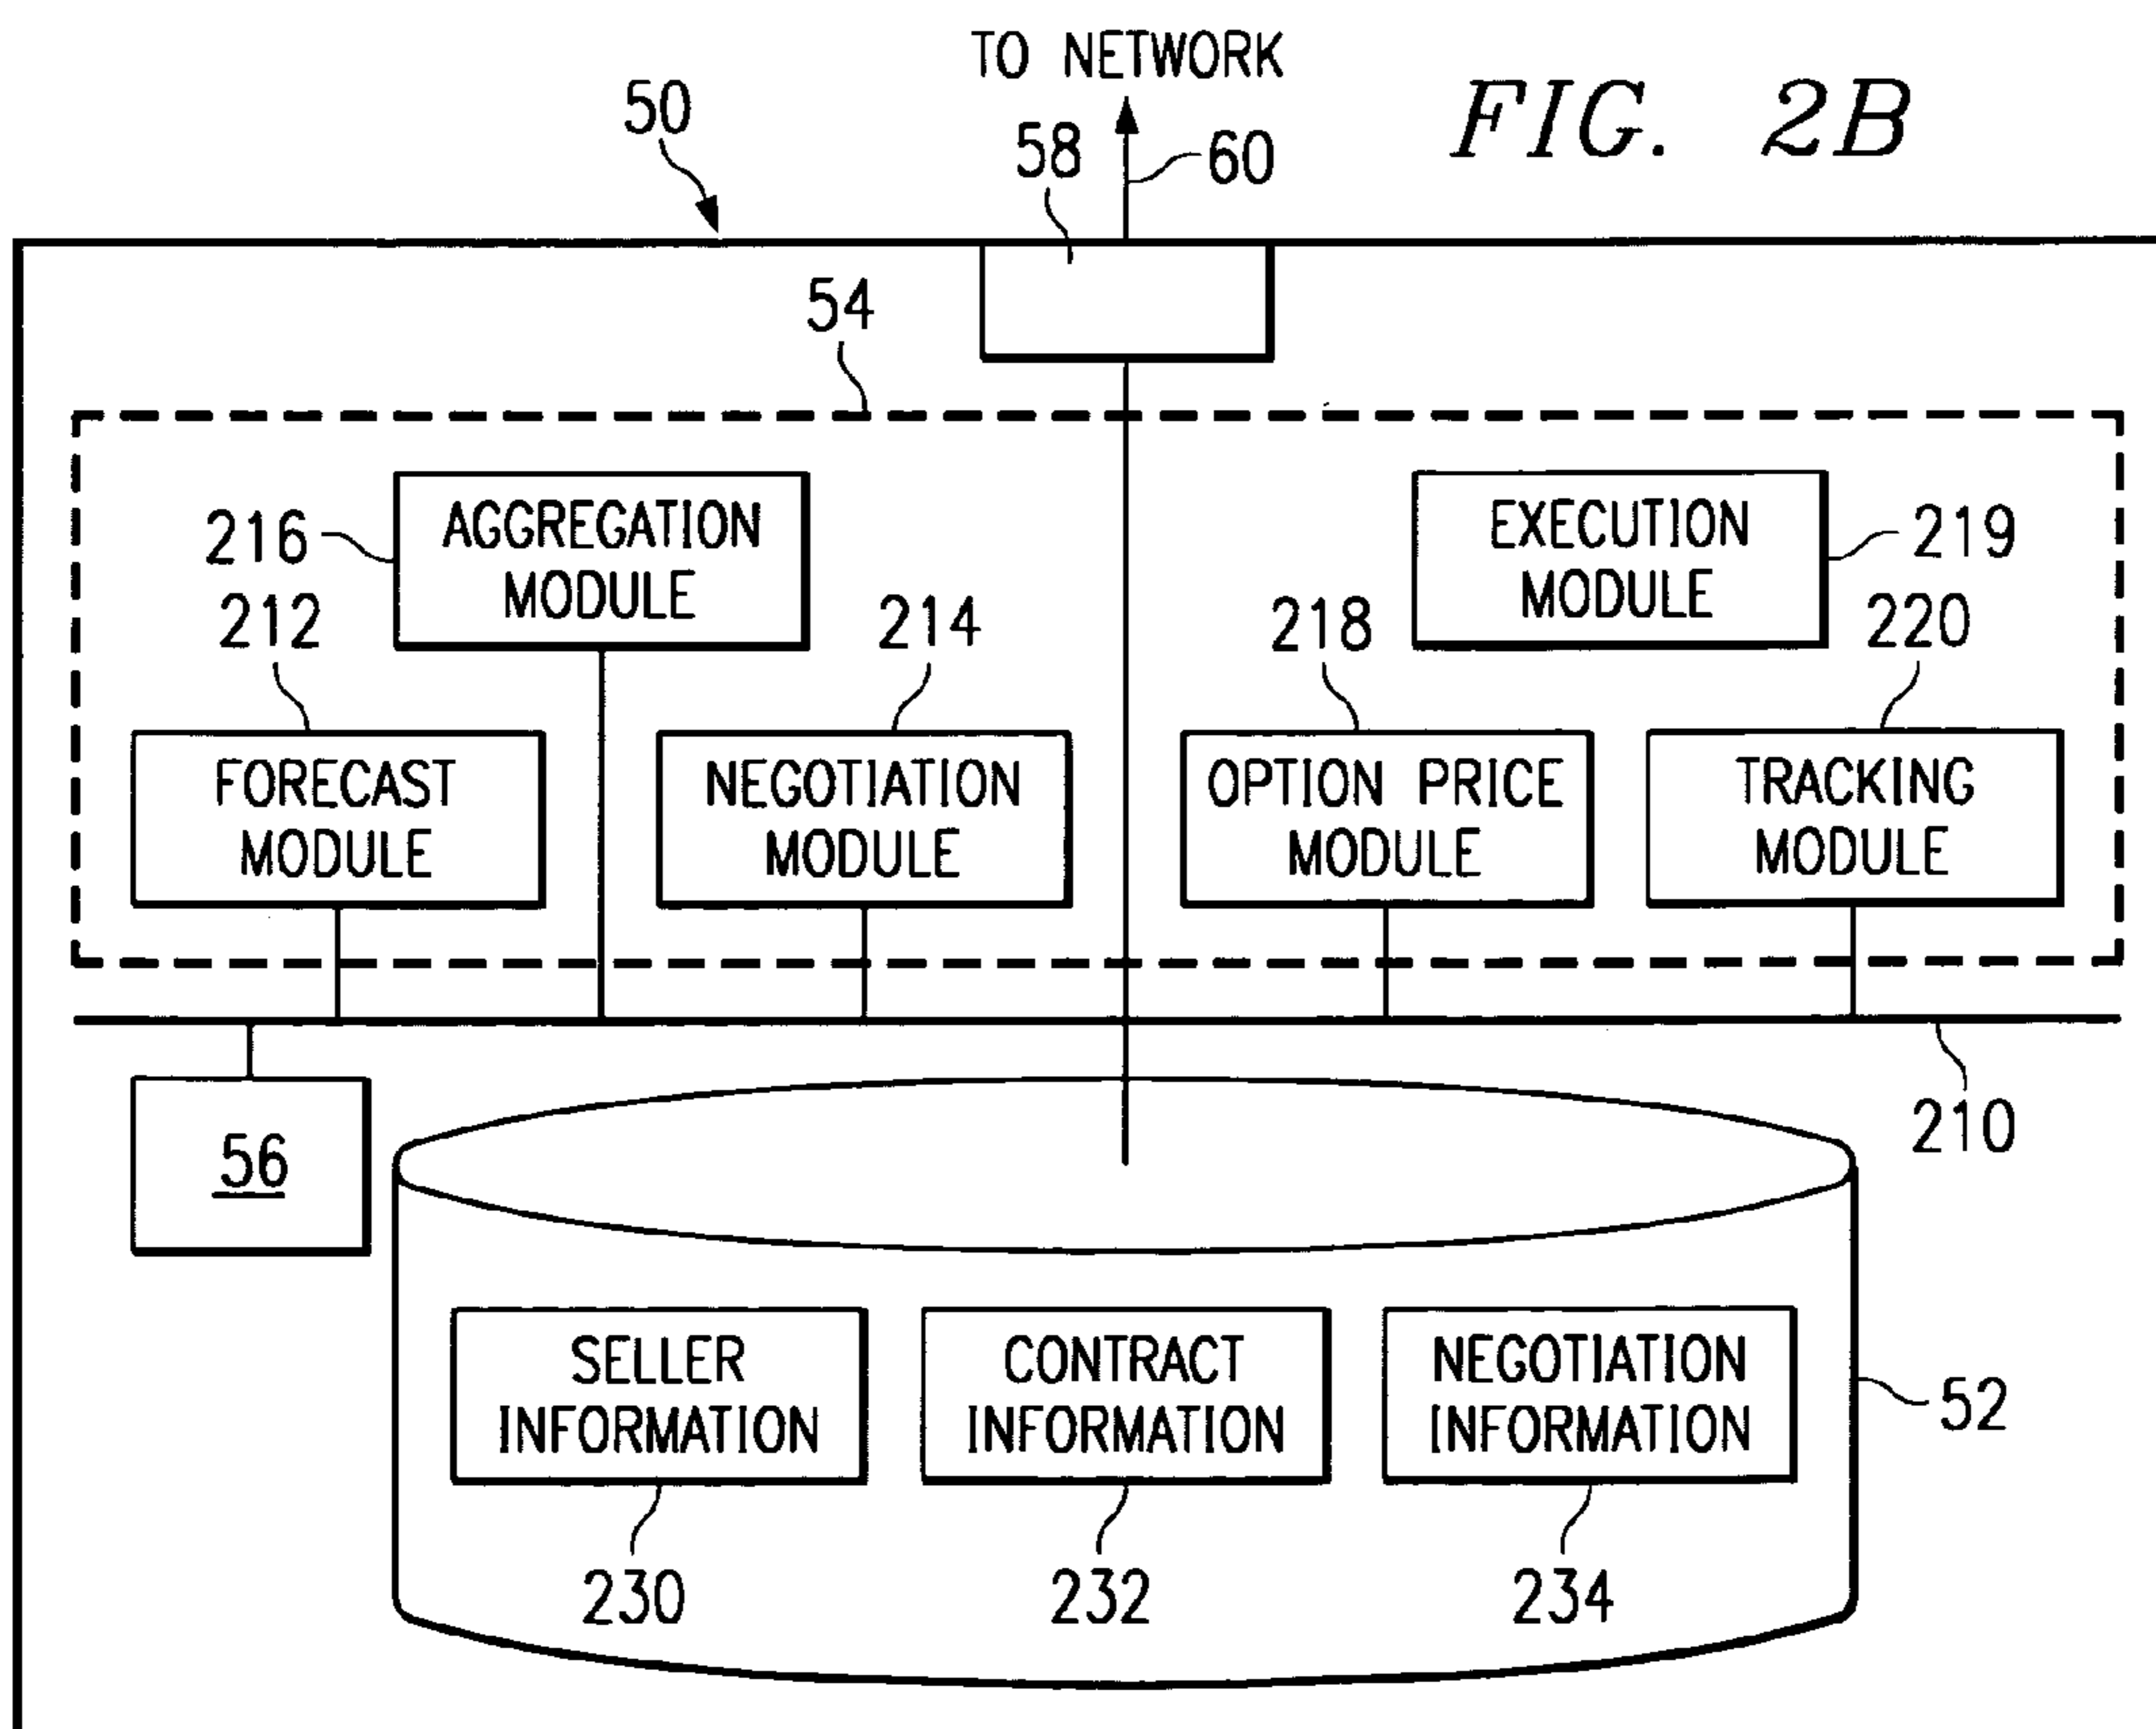 TO NETWORK
FIG. 2B
50
58
60
54
AGGREGATION
MODULE
216
EXECUTION
MODULE
219
212
214
218
220
FORECAST
MODULE
NEGOTIATION
MODULE
OPTION PRICE
MODULE
TRACKING
MODULE
210
56
SELLER
INFORMATION
CONTRACT
INFORMATION
NEGOTIATION
INFORMATION
52
230
232
234